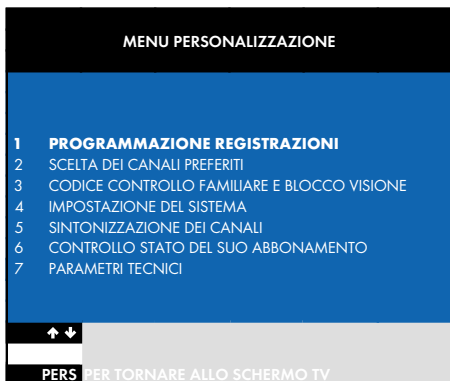 MENU PERSONALIZZAZIONE
1 PROGRAMMAZIONE REGISTRAZIONI
2 SCELTA DEI CANALI PREFERITI
3 CODICE CONTROLLO FAMILIARE E BLOCCO VISIONE
4 IMPOSTAZIONE DEL SISTEMA
5 SINTONIZZAZIONE DEI CANALI
6 CONTROLLO STATO DEL SUO ABBONAMENTO
7 PARAMETRI TECNICI
PERS PER TORNARE ALLO SCHERMO TV